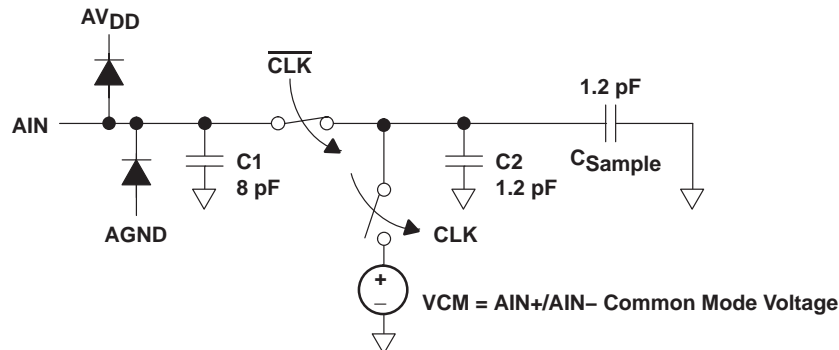 AVDD
CLK
1.2 pF
AIN
C1
8 pF
C2
1.2 pF
CSample
AGND
CLK
+
−
VCM = AIN+/AIN− Common Mode Voltage